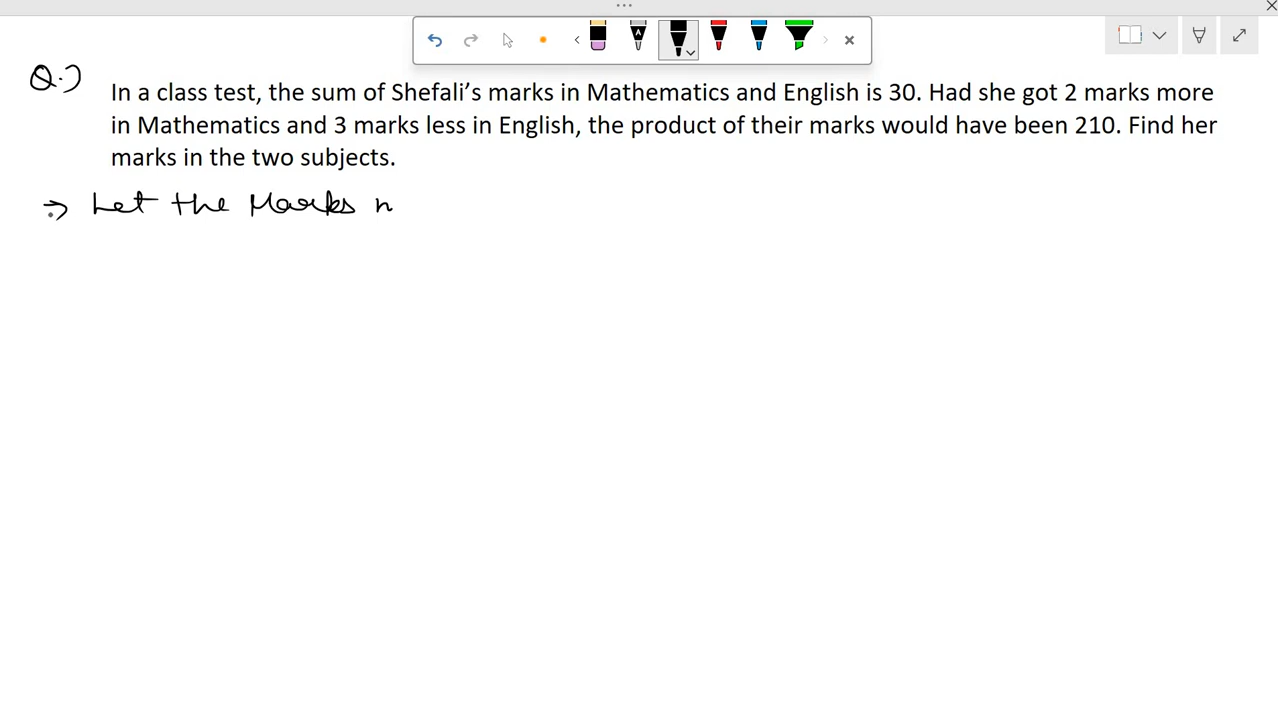 Q.)
In a class test, the sum of Shefali's marks in Mathematics and English is 30. Had she got 2 marks more
in Mathematics and 3 marks less in English, the product of their marks would have been 210. Find her
marks in the two subjects.
⇒ Let the Marks